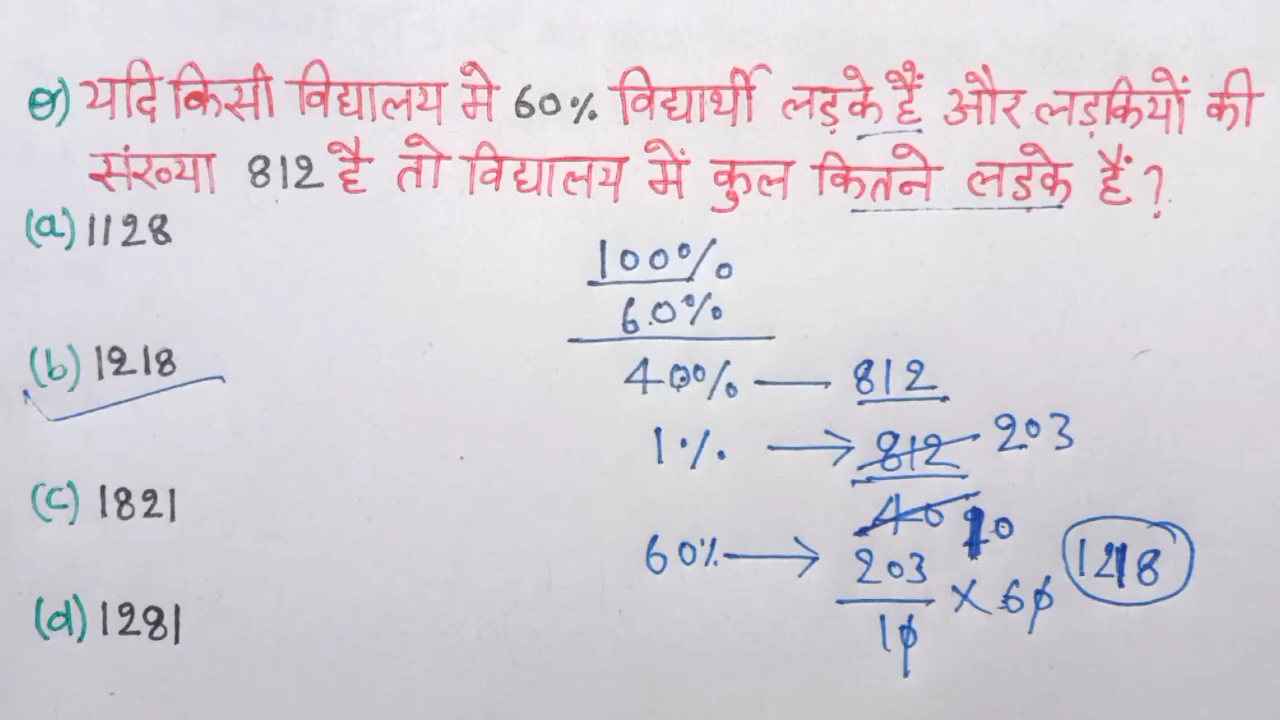 Q) यदि किसी विद्यालय मे 60% विद्यार्थी लड़के हैं और लड़कियों की
संख्या 812 है तो विद्यालय में कुल कितने लडके हैं?
(a) 1128
(b) 1218
(c) 1821
(d) 1281
100%
60%
40% — 812
1% → 812 203
40 10
60% → 203 × 60
10
1218